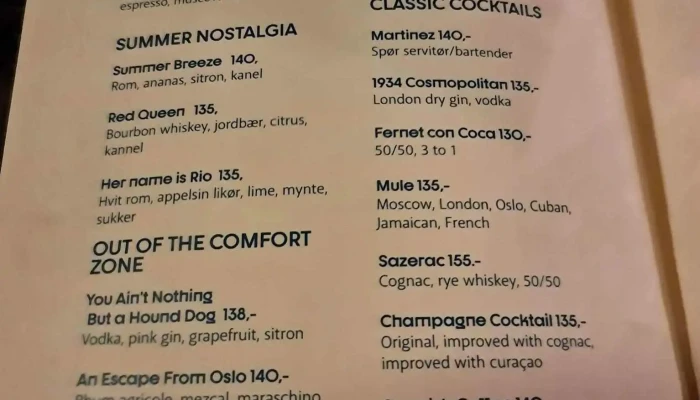 espresso,
SUMMER NOSTALGIA
Summer Breeze 140,
Rom, ananas, sitron, kanel
Red Queen 135,
Bourbon whiskey, jordbær, citrus,
kannel
Her name is Rio 135,
Hvit rom, appelsin likør, lime, mynte,
sukker
OUT OF THE COMFORT
ZONE
You Ain't Nothing
But a Hound Dog 138,-
Vodka, pink gin, grapefruit, sitron
An Escape From Oslo 140,-
Rhum agricole, mezcal, maraschino
CLASSIC COCKTAILS
Martinez 140,-
Spør servitør/bartender
1934 Cosmopolitan 135,-
London dry gin, vodka
Fernet con Coca 130,-
50/50, 3 to 1
Mule 135,-
Moscow, London, Oslo, Cuban,
Jamaican, French
Sazerac 155.-
Cognac, rye whiskey, 50/50
Champagne Cocktail 135,-
Original, improved with cognac,
improved with curaçao